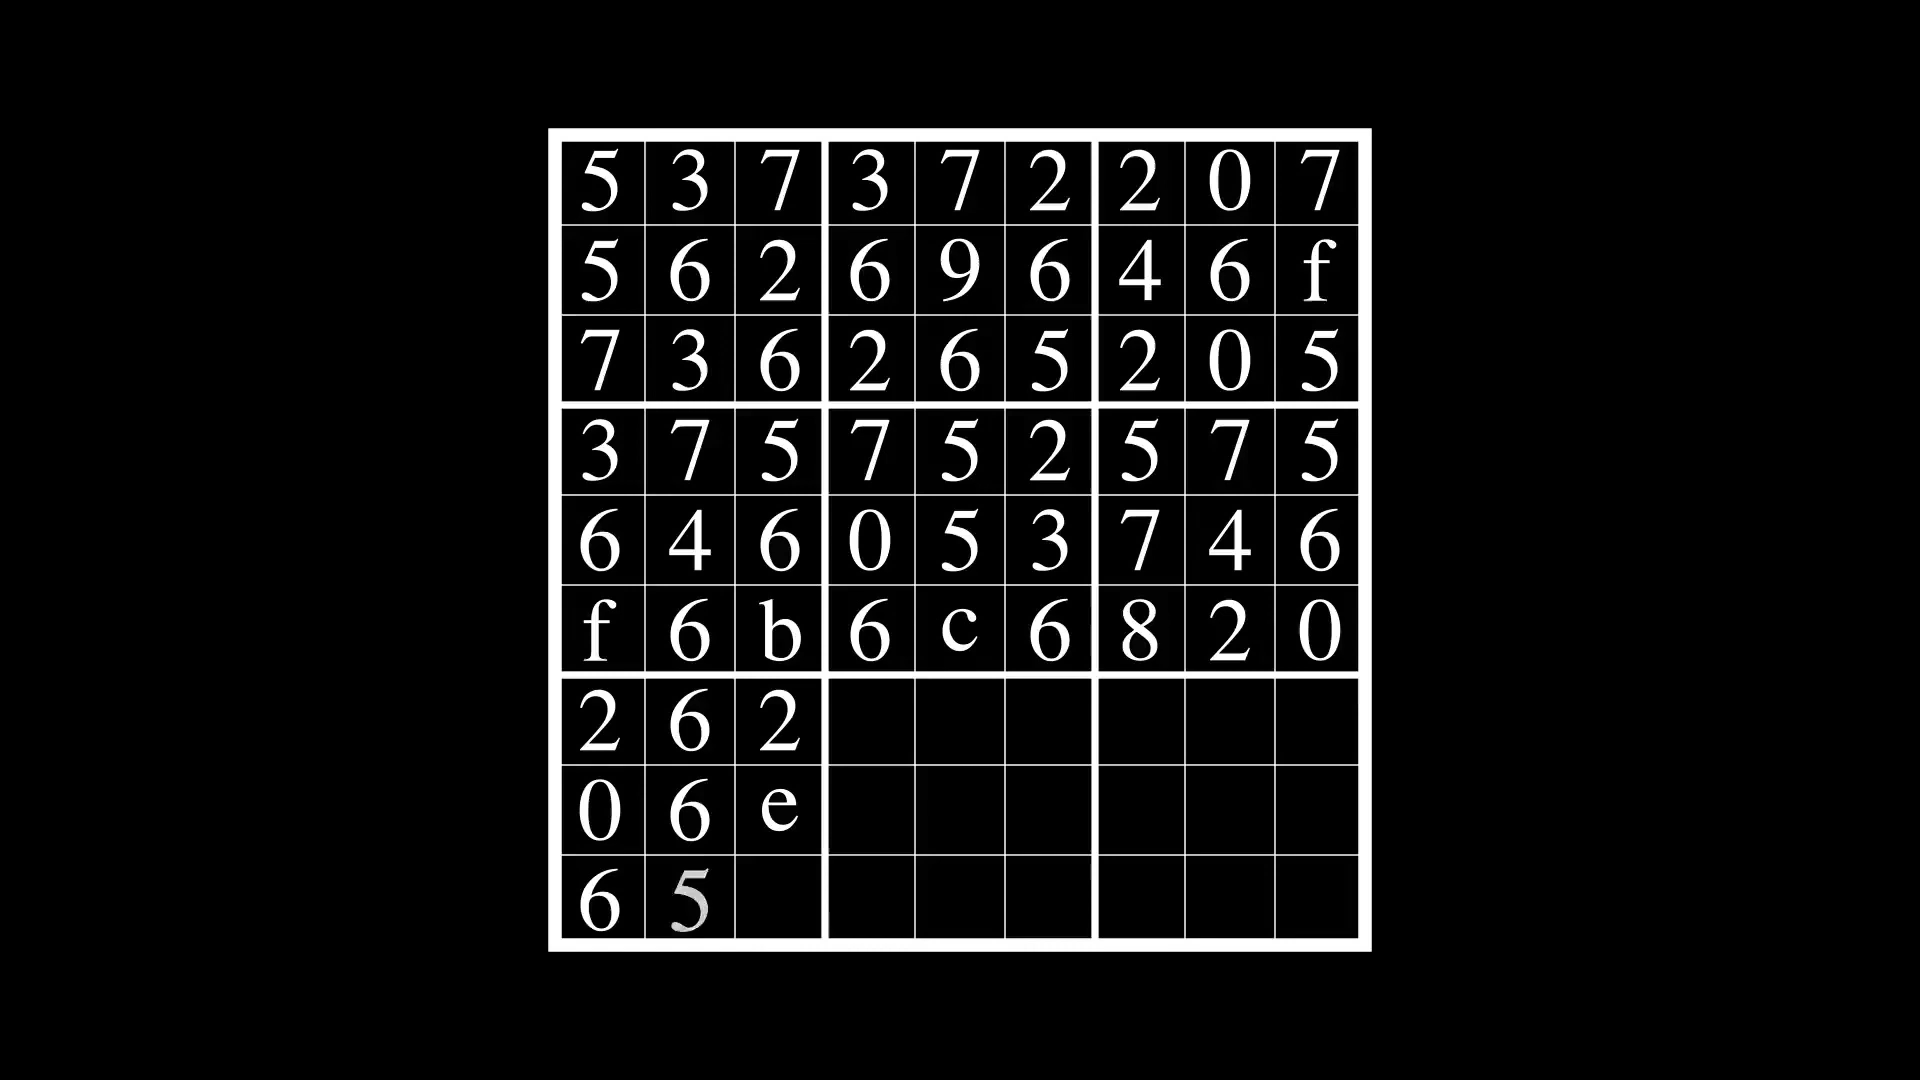 5 3 7 3 7 2 2 0 7
5 6 2 6 9 6 4 6 f
7 3 6 2 6 5 2 0 5
3 7 5 7 5 2 5 7 5
6 4 6 0 5 3 7 4 6
f 6 b 6 c 6 8 2 0
2 6 2
0 6 e
6 5